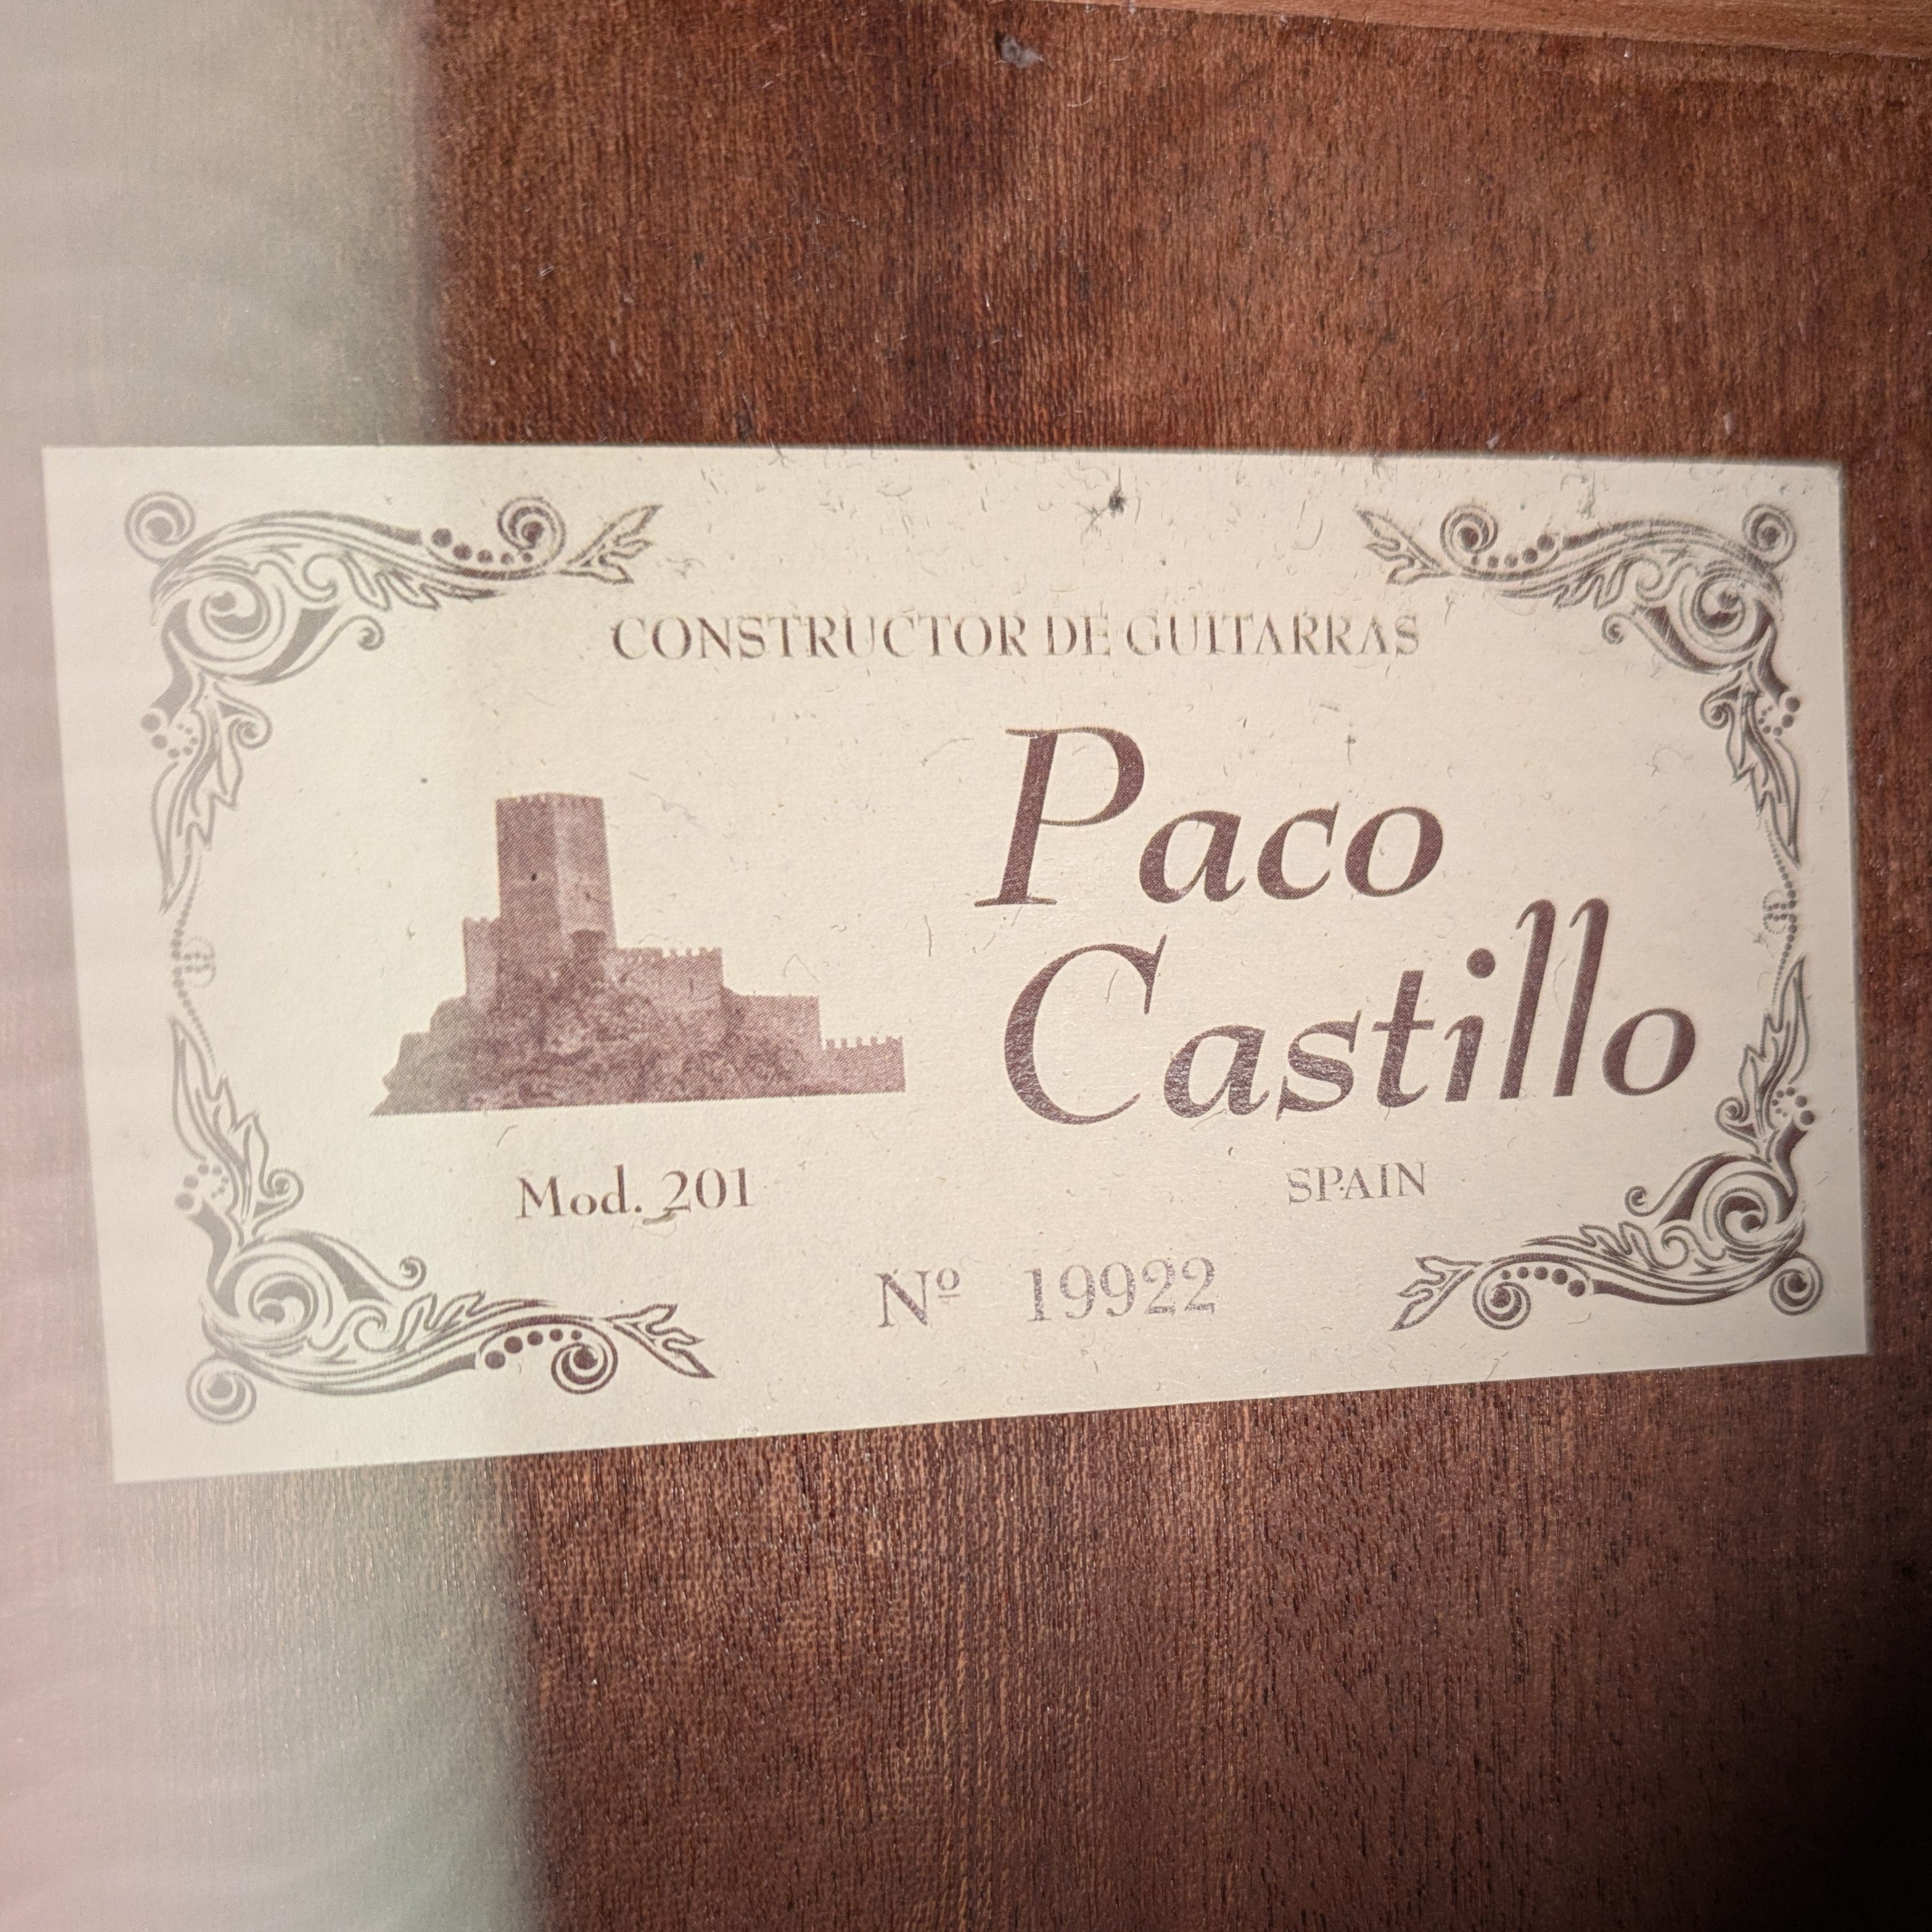 CONSTRUCTOR DE GUITARRAS
Paco
Castillo
Mod. 201
SPAIN
Nº 19922